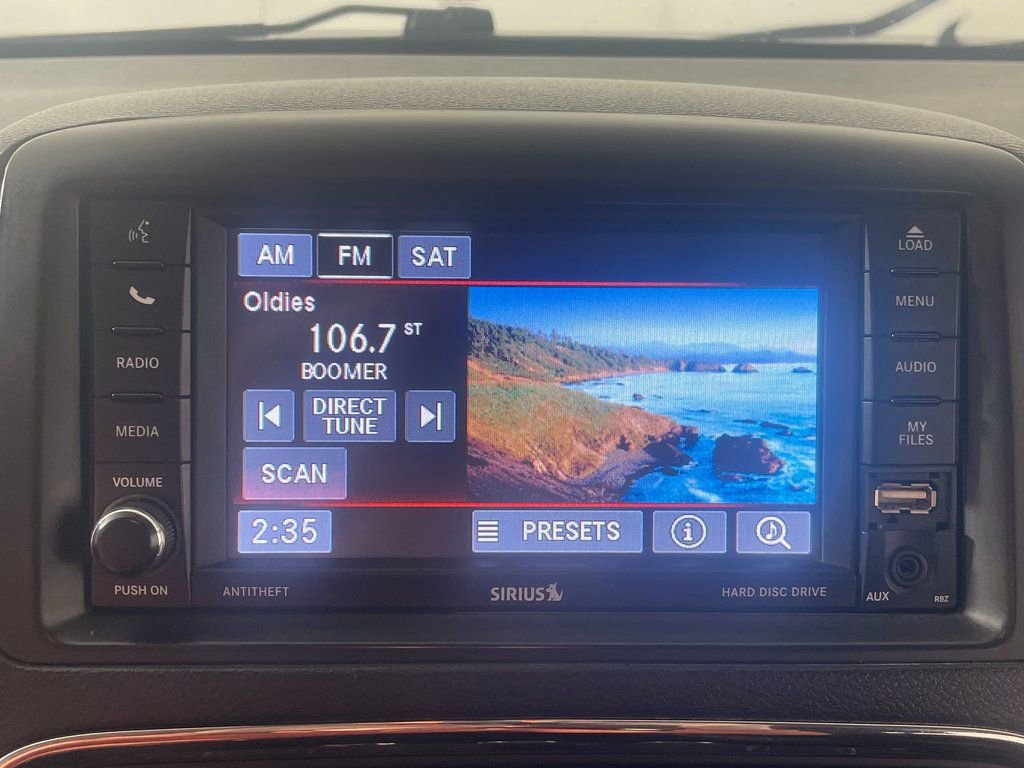 AM FM SAT
LOAD
Oldies
MENU
106.7 ST
RADIO
BOOMER
AUDIO
DIRECT
TUNE
MEDIA
MY
FILES
SCAN
VOLUME
2:35
PRESETS
i
PUSH ON
ANTITHEFT
SIRIUS
HARD DISC DRIVE
AUX
RBZ